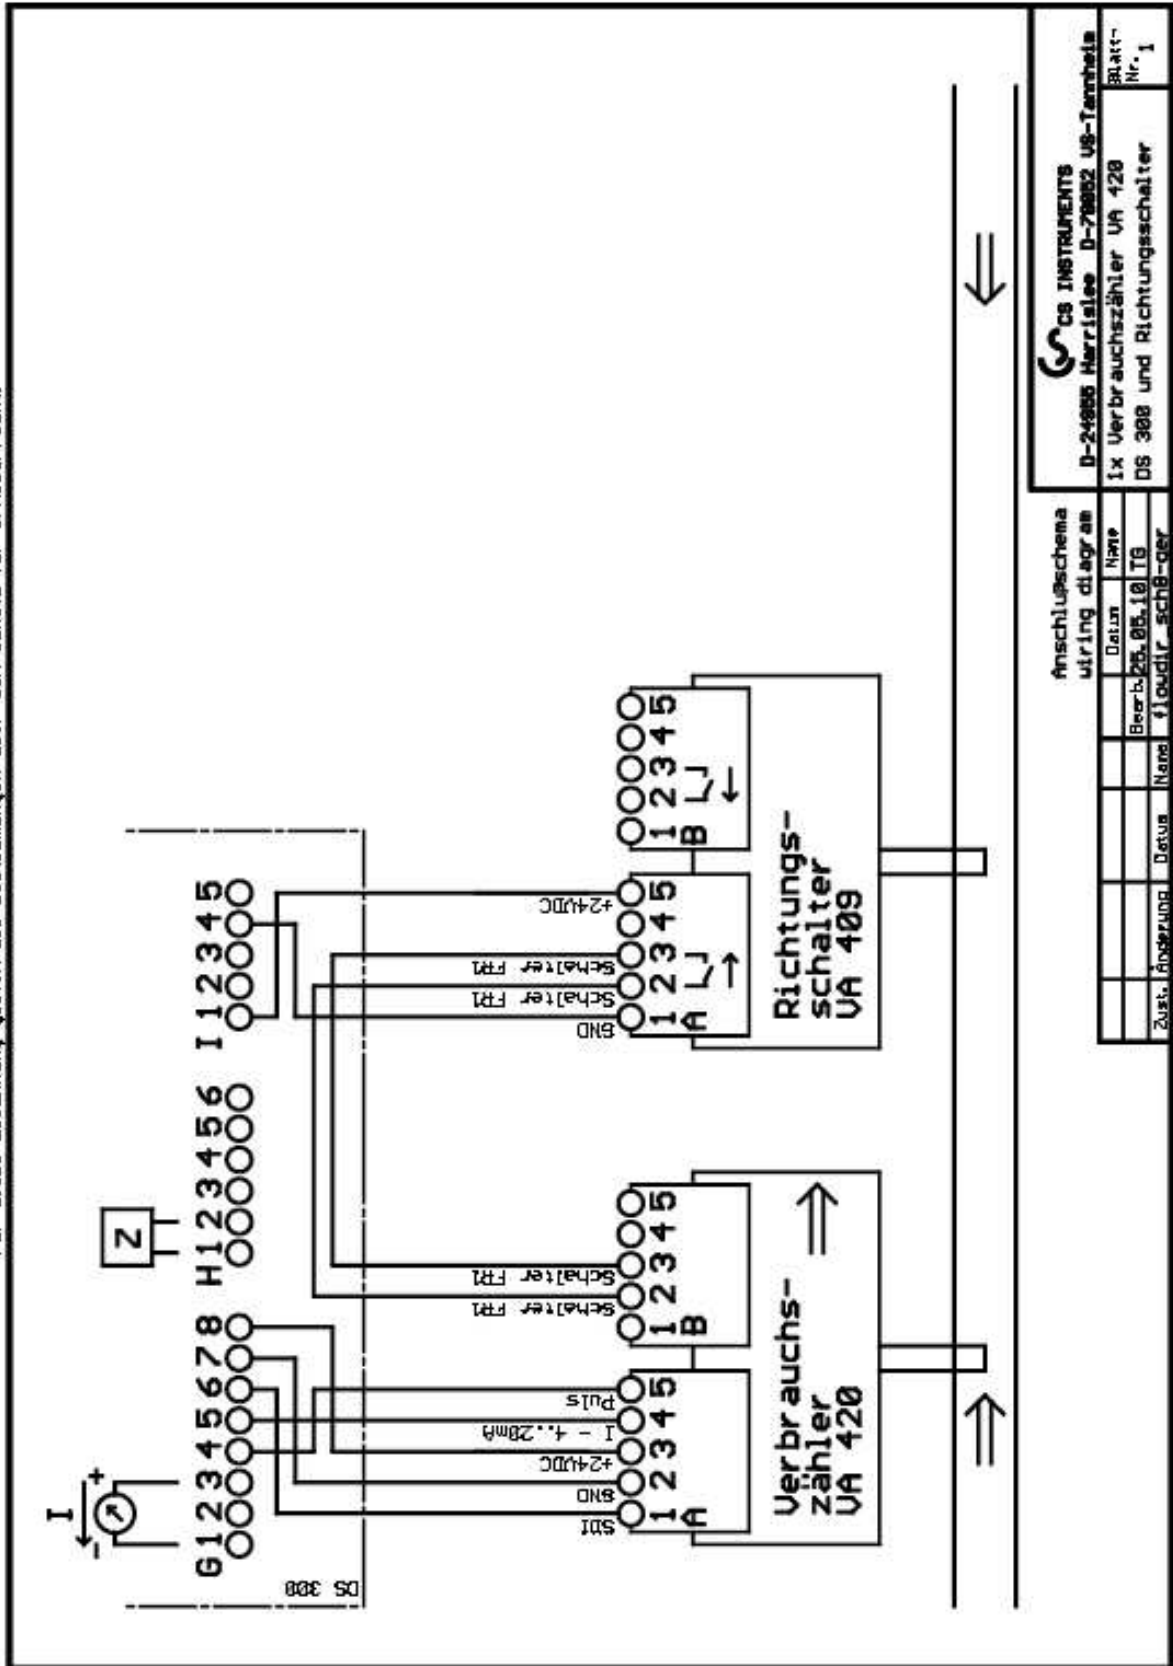 I
- +
G 1 2 3 4 5 6 7 8
Z
H 1 2 3 4 5 6
I 1 2 3 4 5
DS 300
SDI
GND
+24VDC
I - 4..20mA
Puls
Schalter FR1
Schalter FR1
GND
Schalter FR1
Schalter FR1
+24VDC
1 2 3 4 5
A
1 2 3 4 5
B
Verbrauchs-
zähler
VA 420
1 2 3 4 5
A
1 2 3 4 5
B
Richtungs-
schalter
VA 409
Anschlußschema
wiring diagram
CS INSTRUMENTS
D-24955 Harrislee D-78052 VS-Tannheim
Datum Name
1x Verbrauchszähler VA 420
Blatt-
Nr. 1
Bearb. 26.05.10 TG
DS 300 und Richtungsschalter
Zust. Änderung Datum Name flowdir_sch8-ger